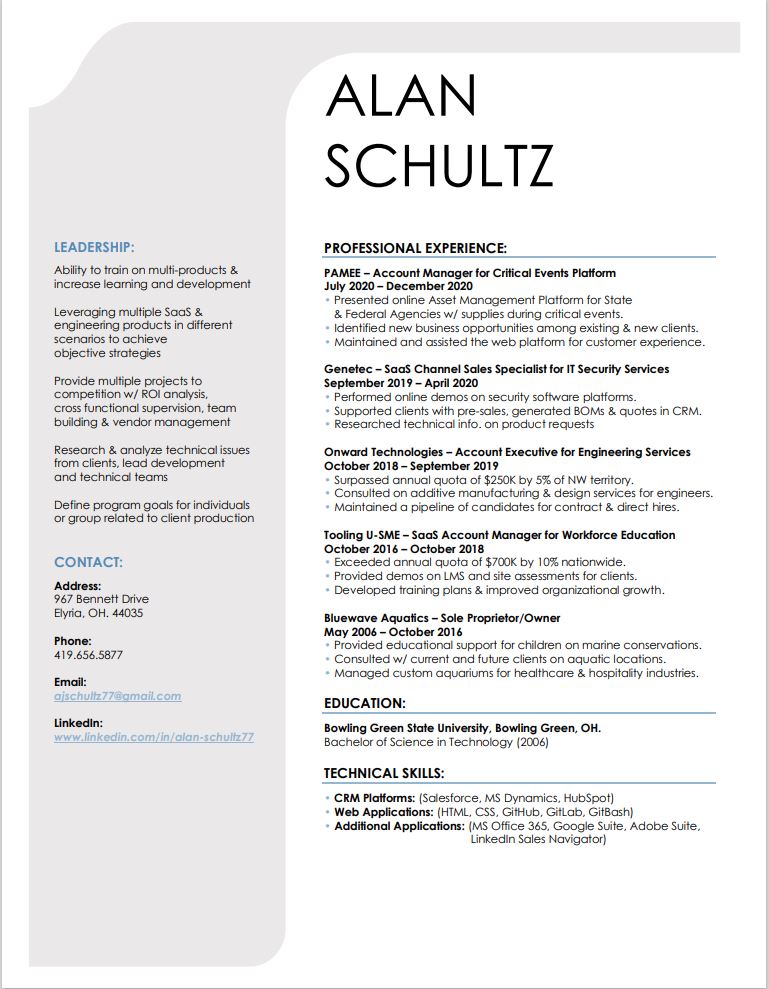 ALAN
SCHULTZ
LEADERSHIP:
Ability to train on multi-products &
increase learning and development
Leveraging multiple SaaS &
engineering products in different
scenarios to achieve
objective strategies
Provide multiple projects to
competition w/ ROI analysis,
cross functional supervision, team
building & vendor management
Research & analyze technical issues
from clients, lead development
and technical teams
Define program goals for individuals
or group related to client production
CONTACT:
Address:
967 Bennett Drive
Elyria, OH. 44035
Phone:
419.656.5877
Email:
ajschultz77@gmail.com
LinkedIn:
www.linkedin.com/in/alan-schultz77
PROFESSIONAL EXPERIENCE:
PAMEE – Account Manager for Critical Events Platform
July 2020 – December 2020
• Presented online Asset Management Platform for State
& Federal Agencies w/ supplies during critical events.
• Identified new business opportunities among existing & new clients.
• Maintained and assisted the web platform for customer experience.
Genetec – SaaS Channel Sales Specialist for IT Security Services
September 2019 – April 2020
• Performed online demos on security software platforms.
• Supported clients with pre-sales, generated BOMs & quotes in CRM.
• Researched technical info. on product requests
Onward Technologies – Account Executive for Engineering Services
October 2018 – September 2019
• Surpassed annual quota of $250K by 5% of NW territory.
• Consulted on additive manufacturing & design services for engineers.
• Maintained a pipeline of candidates for contract & direct hires.
Tooling U-SME – SaaS Account Manager for Workforce Education
October 2016 – October 2018
• Exceeded annual quota of $700K by 10% nationwide.
• Provided demos on LMS and site assessments for clients.
• Developed training plans & improved organizational growth.
Bluewave Aquatics – Sole Proprietor/Owner
May 2006 – October 2016
• Provided educational support for children on marine conservations.
• Consulted w/ current and future clients on aquatic locations.
• Managed custom aquariums for healthcare & hospitality industries.
EDUCATION:
Bowling Green State University, Bowling Green, OH.
Bachelor of Science in Technology (2006)
TECHNICAL SKILLS:
• CRM Platforms: (Salesforce, MS Dynamics, HubSpot)
• Web Applications: (HTML, CSS, GitHub, GitLab, GitBash)
• Additional Applications: (MS Office 365, Google Suite, Adobe Suite,
LinkedIn Sales Navigator)